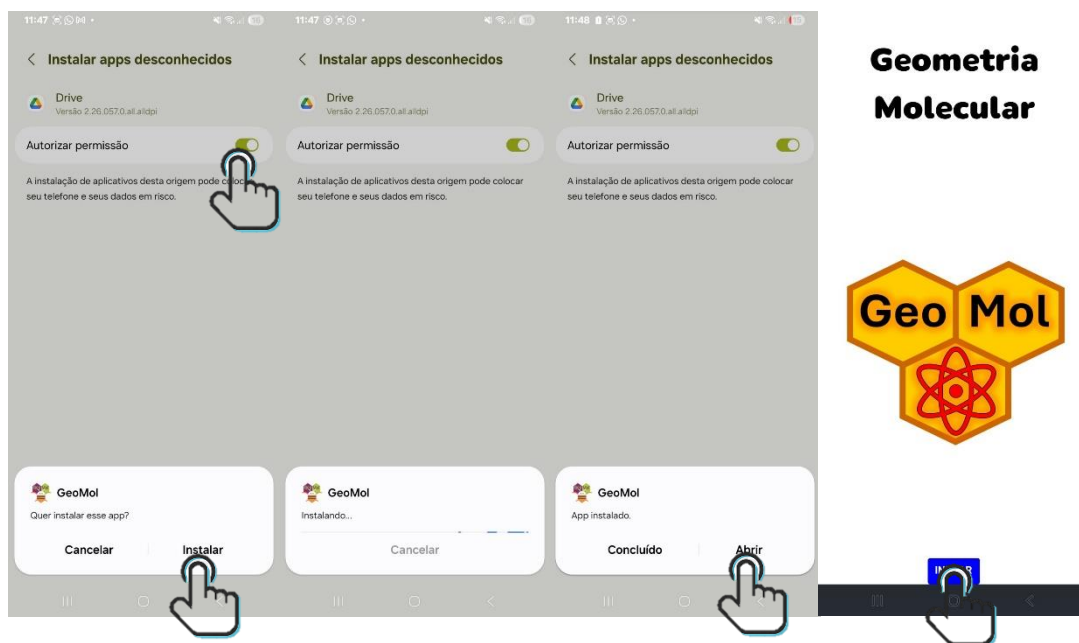 11:47
Instalar apps desconhecidos
Drive
Versão 2.26.057.0.all.alldpi
Autorizar permissão
A instalação de aplicativos desta origem pode colocar
seu telefone e seus dados em risco.
GeoMol
Quer instalar esse app?
Cancelar Instalar
11:47
Instalar apps desconhecidos
Drive
Versão 2.26.057.0.all.alldpi
Autorizar permissão
A instalação de aplicativos desta origem pode colocar
seu telefone e seus dados em risco.
GeoMol
Instalando...
Cancelar
11:48
Instalar apps desconhecidos
Drive
Versão 2.26.057.0.all.alldpi
Autorizar permissão
A instalação de aplicativos desta origem pode colocar
seu telefone e seus dados em risco.
GeoMol
App instalado.
Concluído Abrir
Geometria
Molecular
Geo Mol